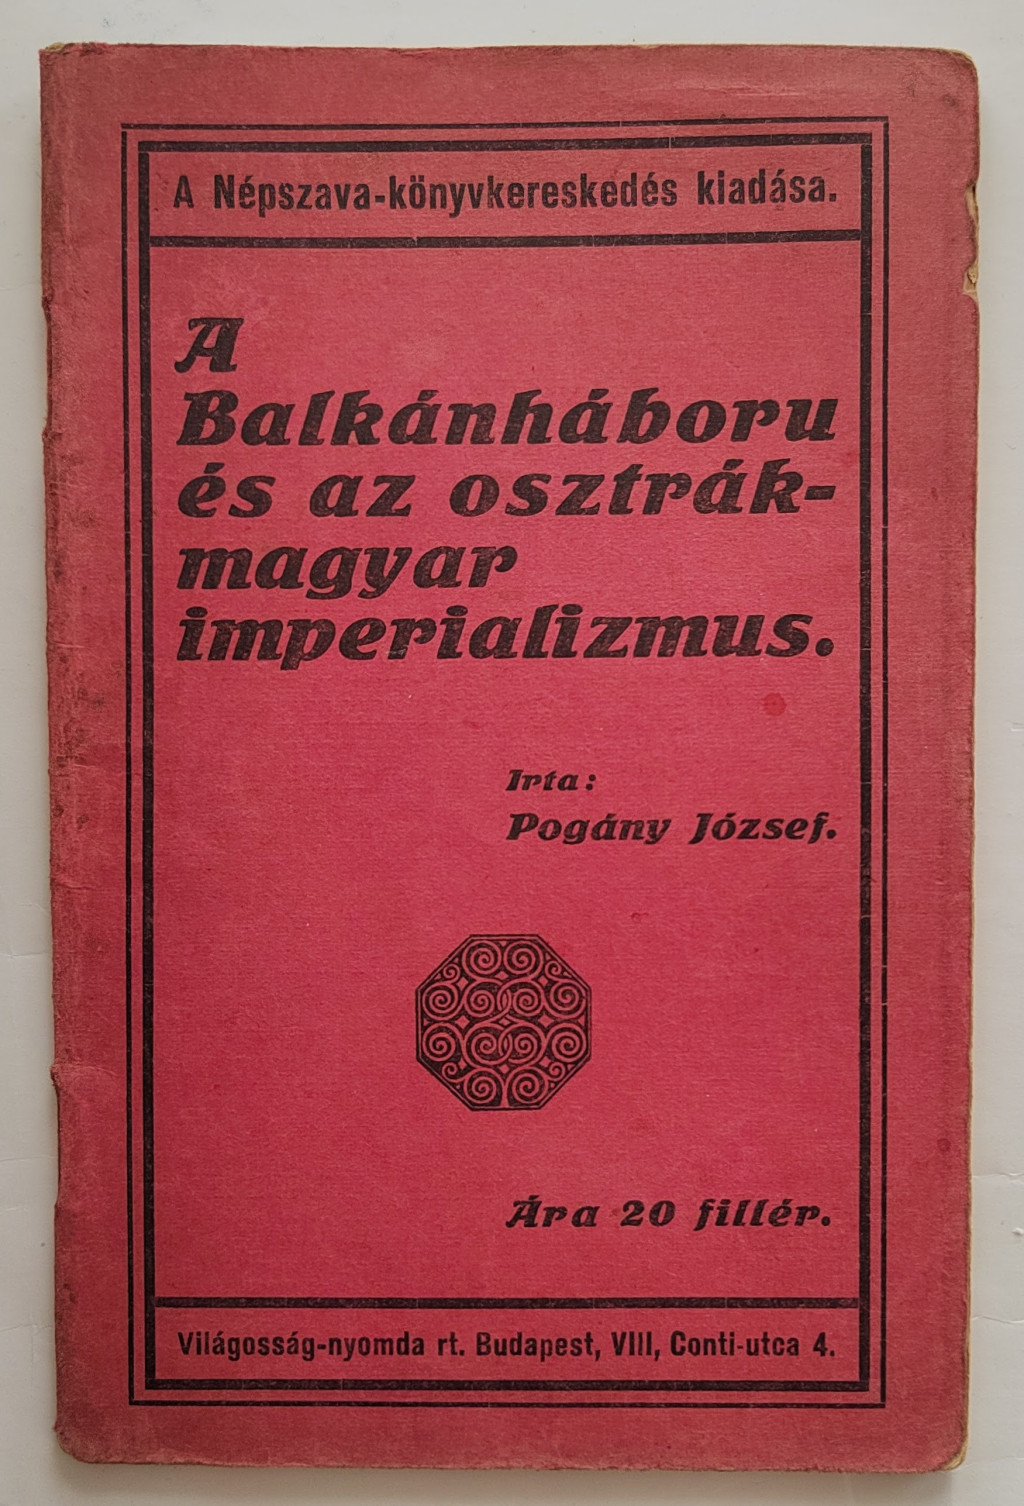 A Népszava-könyvkereskedés kiadása.
A
Balkánháboru
és az osztrák-
magyar
imperializmus.
Irta:
Pogány József.
Ára 20 fillér.
Világosság-nyomda rt. Budapest, VIII, Conti-utca 4.